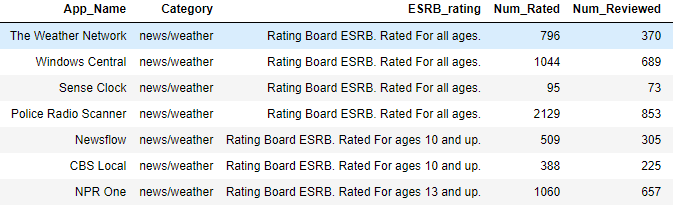 App_Name Category ESRB_rating Num_Rated Num_Reviewed
The Weather Network news/weather Rating Board ESRB. Rated For all ages. 796 370
Windows Central news/weather Rating Board ESRB. Rated For all ages. 1044 689
Sense Clock news/weather Rating Board ESRB. Rated For all ages. 95 73
Police Radio Scanner news/weather Rating Board ESRB. Rated For all ages. 2129 853
Newsflow news/weather Rating Board ESRB. Rated For ages 10 and up. 509 305
CBS Local news/weather Rating Board ESRB. Rated For ages 10 and up. 388 225
NPR One news/weather Rating Board ESRB. Rated For ages 13 and up. 1060 657